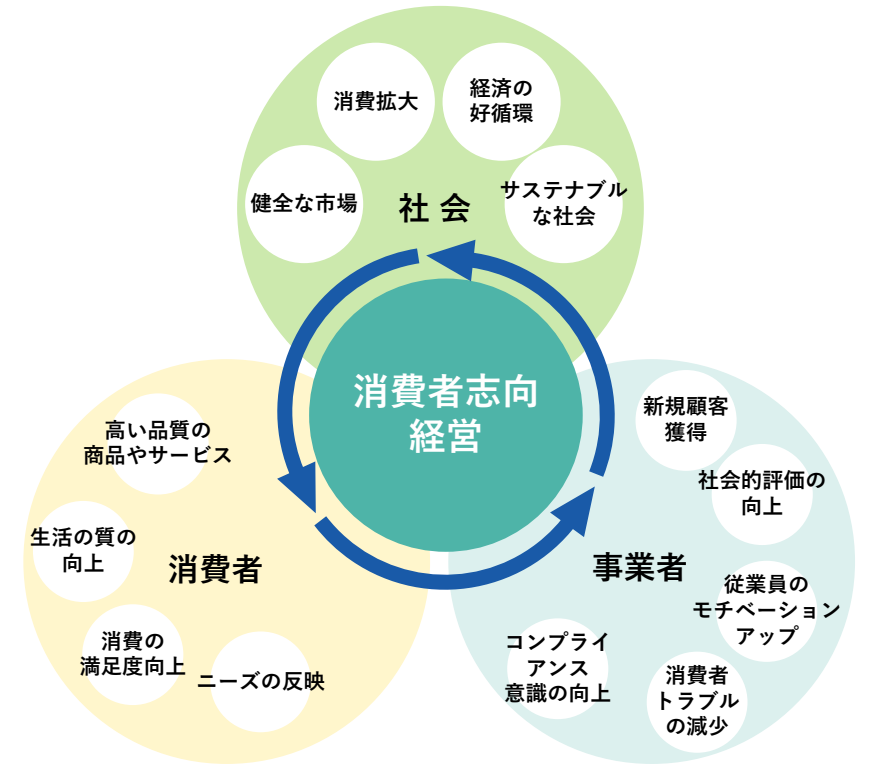 消費拡大
経済の
好循環
健全な市場
社会
サステナブル
な社会
消費者志向
経営
高い品質の
商品やサービス
生活の質の
向上
消費者
消費の
満足度向上
ニーズの反映
新規顧客
獲得
社会的評価の
向上
事業者
従業員の
モチベーション
アップ
コンプライ
アンス
意識の向上
消費者
トラブル
の減少